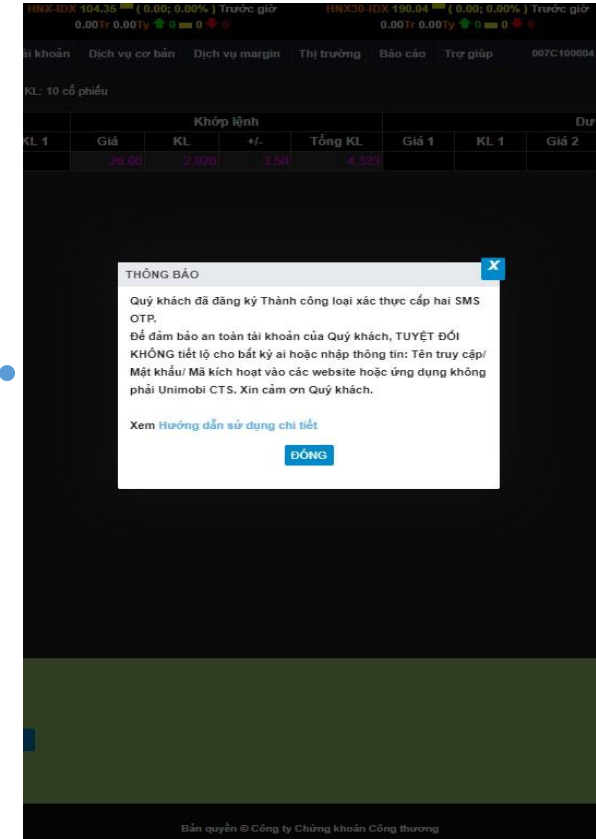 HNX-IDX 104.35 ( 0.00; 0.00% ) Trước giờ HNX30-IDX 190.04 ( 0.00; 0.00% ) Trước giờ
0.00Tr 0.00Ty 0 0 0 0.00Tr 0.00Ty 0 0 0
ài khoản Dịch vụ cơ bản Dịch vụ margin Thị trường Báo cáo Trợ giúp 007C100004
KL: 10 cổ phiếu
Khớp lệnh Dư
KL 1 Giá KL +/- Tổng KL Giá 1 KL 1 Giá 2
26.00 2,020 3.50 4,323
THÔNG BÁO X
Quý khách đã đăng ký Thành công loại xác thực cấp hai SMS
OTP.
Để đảm bảo an toàn tài khoản của Quý khách, TUYỆT ĐỐI
KHÔNG tiết lộ cho bất kỳ ai hoặc nhập thông tin: Tên truy cập/
Mật khẩu/ Mã kích hoạt vào các website hoặc ứng dụng không
phải Unimobi CTS. Xin cảm ơn Quý khách.
Xem Hướng dẫn sử dụng chi tiết
ĐÓNG
Bản quyền © Công ty Chứng khoán Công thương